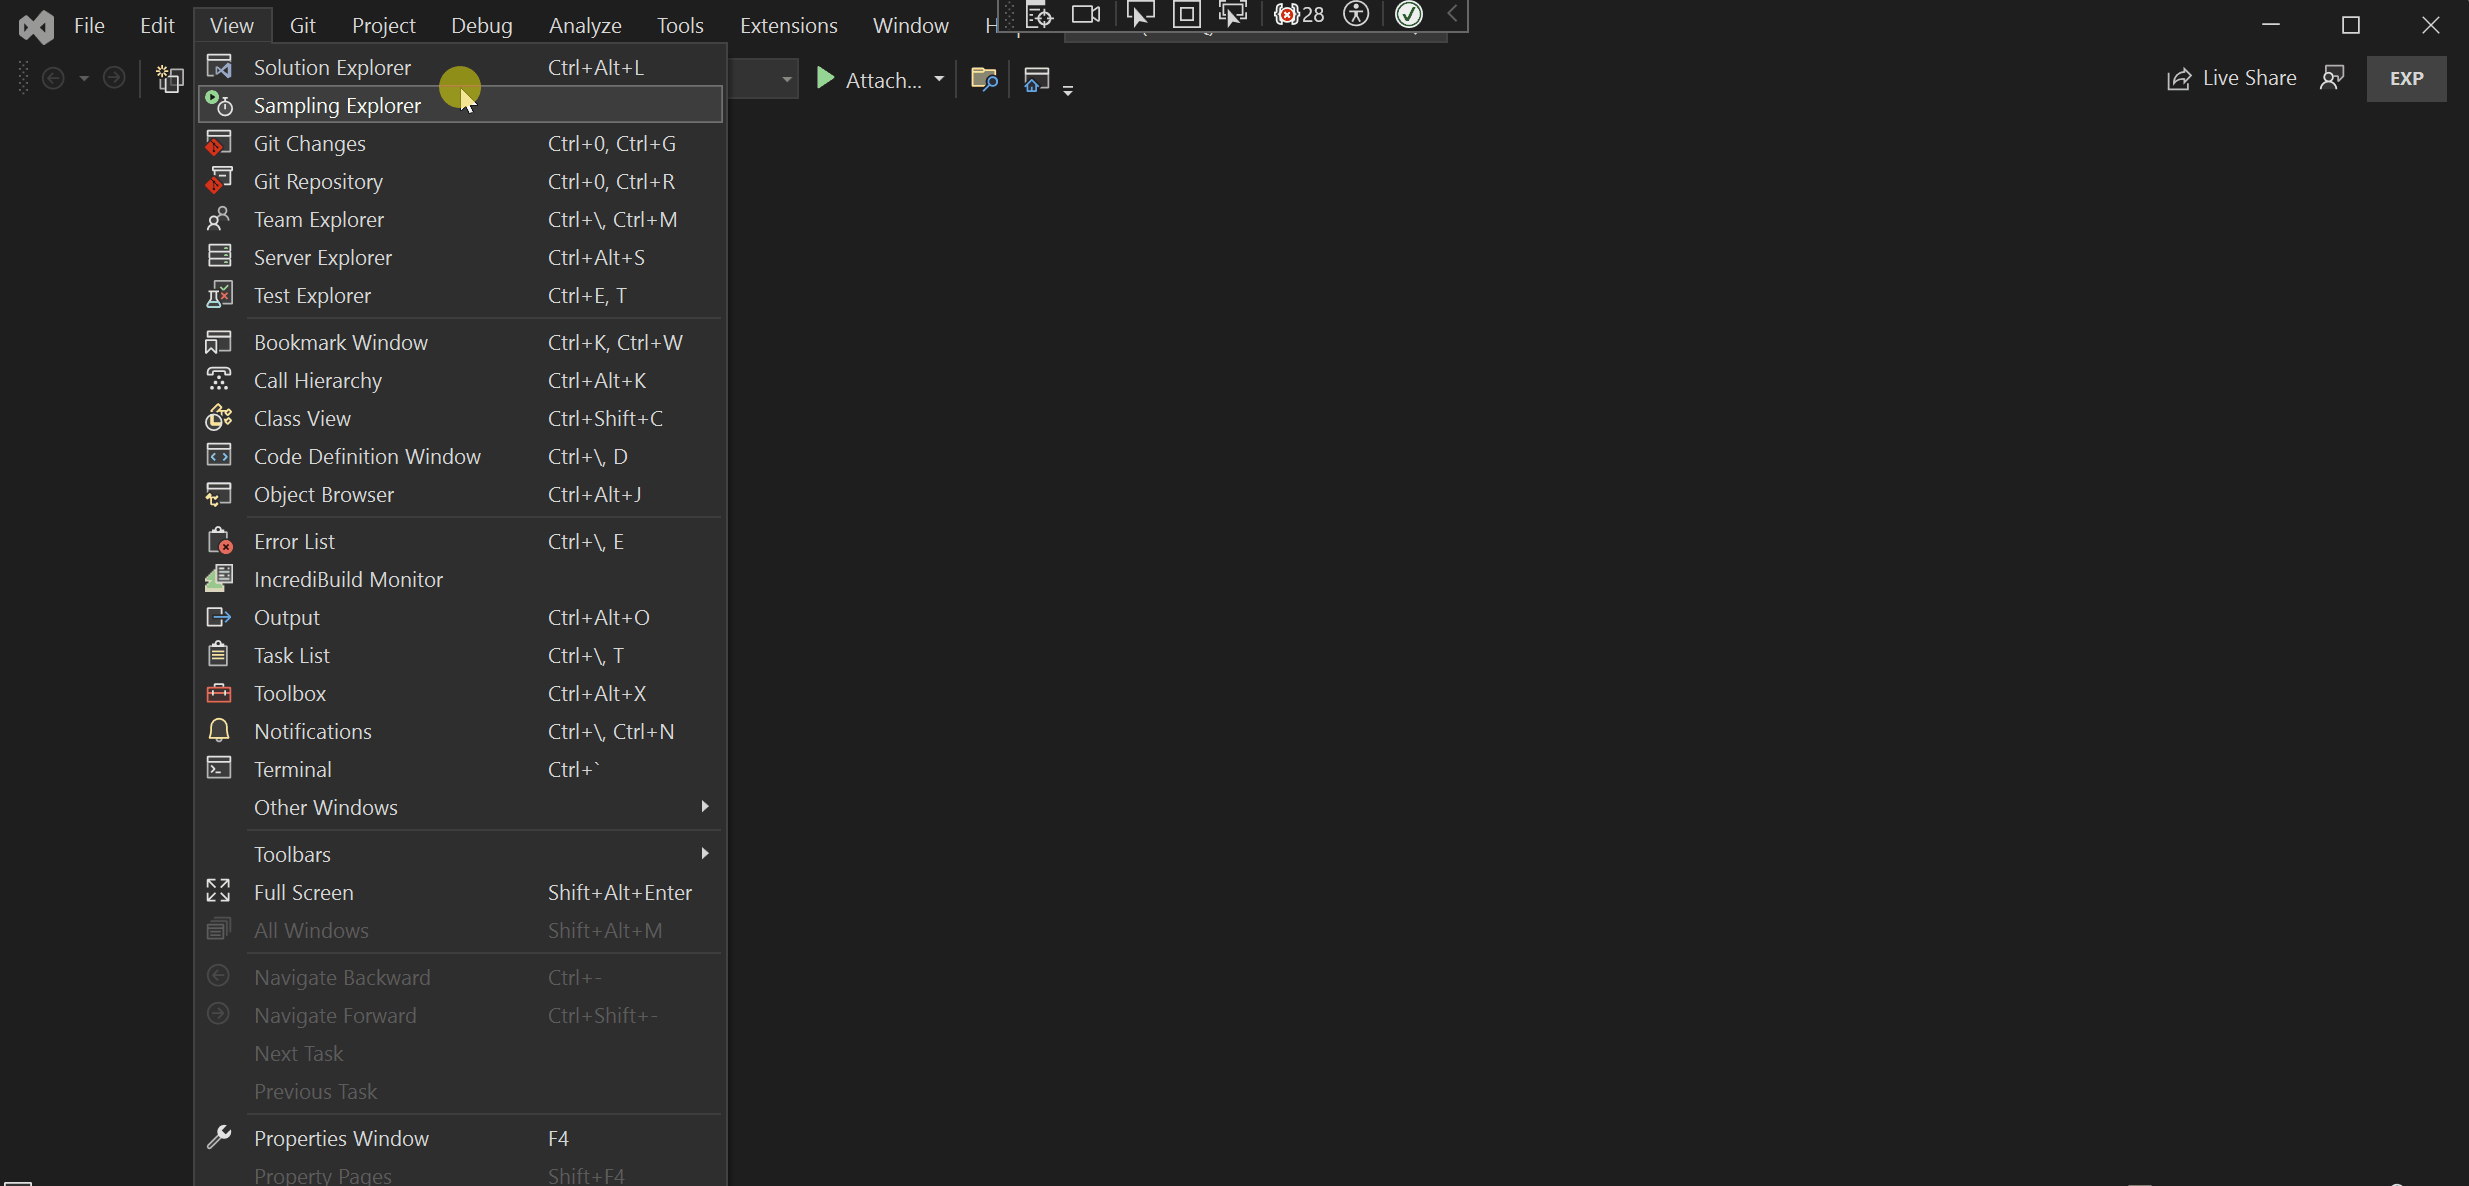 File Edit View Git Project Debug Analyze Tools Extensions Window
28
Attach...
Live Share
EXP
Solution Explorer Ctrl+Alt+L
Sampling Explorer
Git Changes Ctrl+0, Ctrl+G
Git Repository Ctrl+0, Ctrl+R
Team Explorer Ctrl+\, Ctrl+M
Server Explorer Ctrl+Alt+S
Test Explorer Ctrl+E, T
Bookmark Window Ctrl+K, Ctrl+W
Call Hierarchy Ctrl+Alt+K
Class View Ctrl+Shift+C
Code Definition Window Ctrl+\, D
Object Browser Ctrl+Alt+J
Error List Ctrl+\, E
IncrediBuild Monitor
Output Ctrl+Alt+O
Task List Ctrl+\, T
Toolbox Ctrl+Alt+X
Notifications Ctrl+\, Ctrl+N
Terminal Ctrl+`
Other Windows
Toolbars
Full Screen Shift+Alt+Enter
All Windows Shift+Alt+M
Navigate Backward Ctrl+-
Navigate Forward Ctrl+Shift+-
Next Task
Previous Task
Properties Window F4
Property Pages Shift+F4